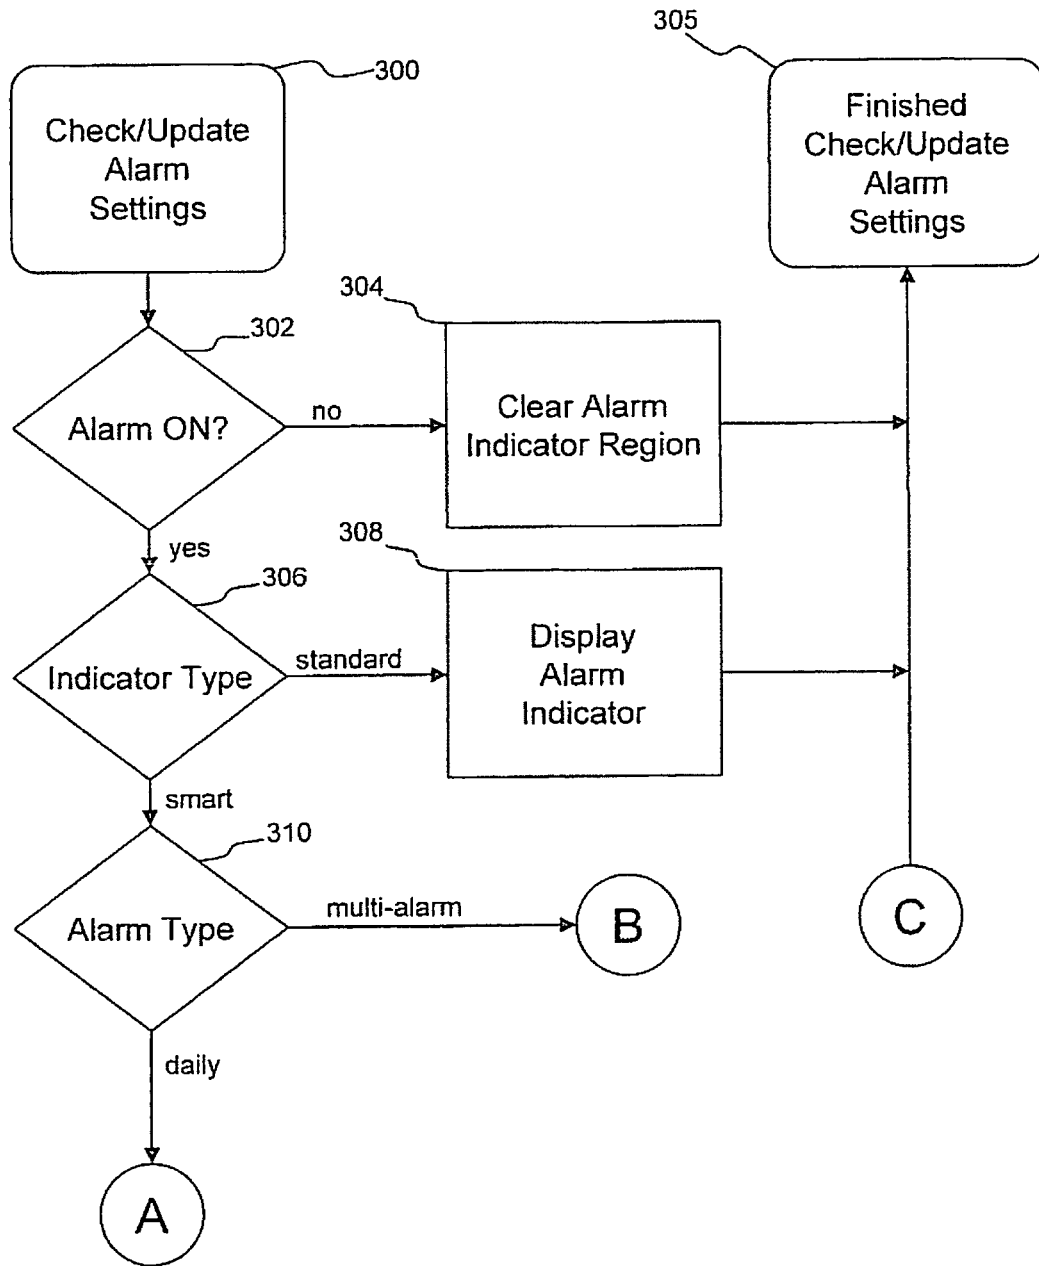 300
Check/Update
Alarm
Settings
305
Finished
Check/Update
Alarm
Settings
302
Alarm ON?
no
304
Clear Alarm
Indicator Region
yes
306
Indicator Type
standard
308
Display
Alarm
Indicator
smart
310
Alarm Type
multi-alarm
B
C
daily
A